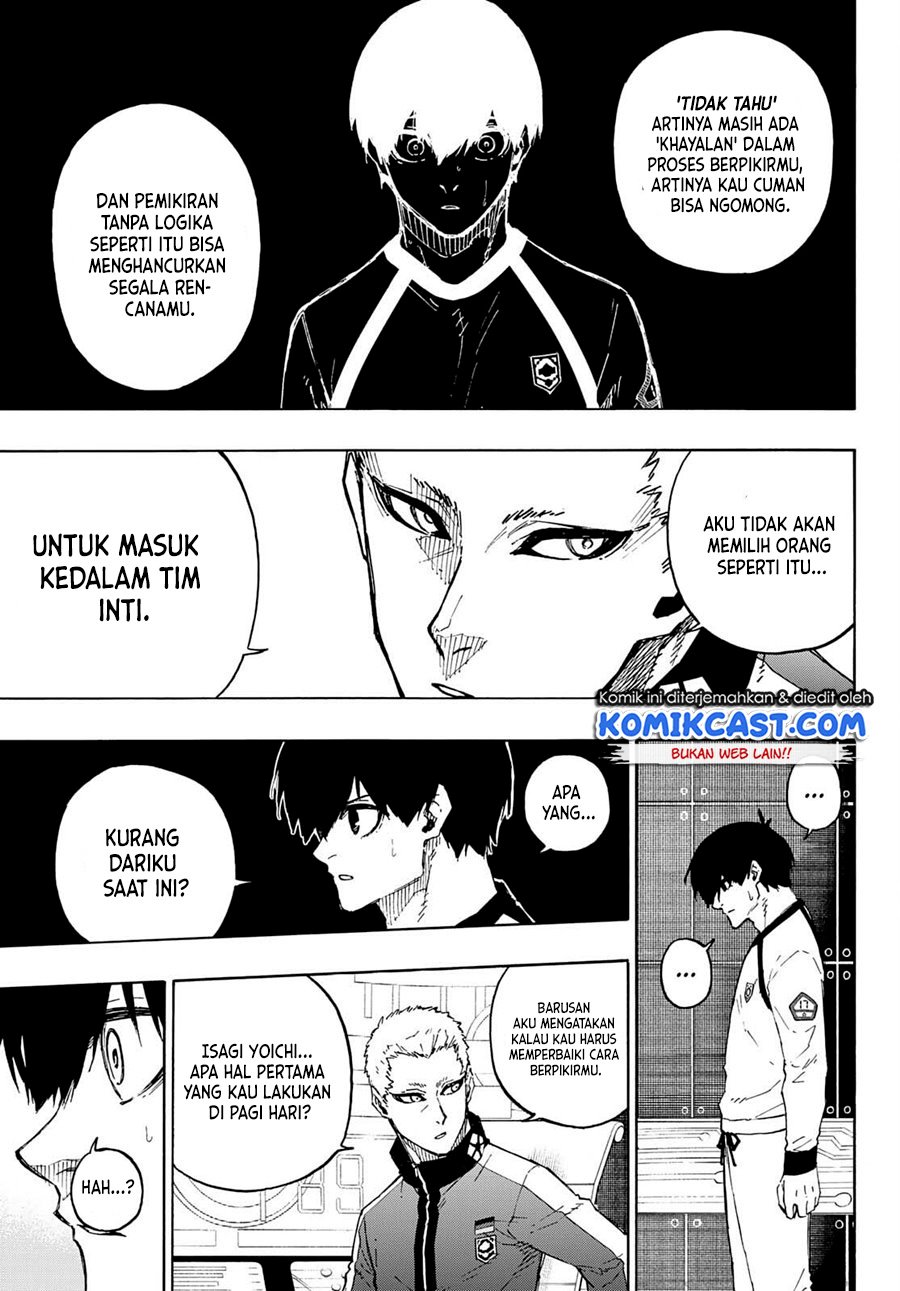 'TIDAK TAHU'
ARTINYA MASIH ADA
'KHAYALAN' DALAM
PROSES BERPIKIRMU,
ARTINYA KAU CUMAN
BISA NGOMONG.
DAN PEMIKIRAN
TANPA LOGIKA
SEPERTI ITU BISA
MENGHANCURKAN
SEGALA REN-
CANAMU.
AKU TIDAK AKAN
MEMILIH ORANG
SEPERTI ITU...
UNTUK MASUK
KEDALAM TIM
INTI.
Komik ini diterjemahkan & diedit oleh
KOMIKCAST.COM
BUKAN WEB LAIN!!
...
...
APA
YANG...
KURANG
DARIKU
SAAT INI?
BARUSAN
AKU MENGATAKAN
KALAU KAU HARUS
MEMPERBAIKI CARA
BERPIKIRMU.
ISAGI YOICHI...
APA HAL PERTAMA
YANG KAU LAKUKAN
DI PAGI HARI?
HAH...?